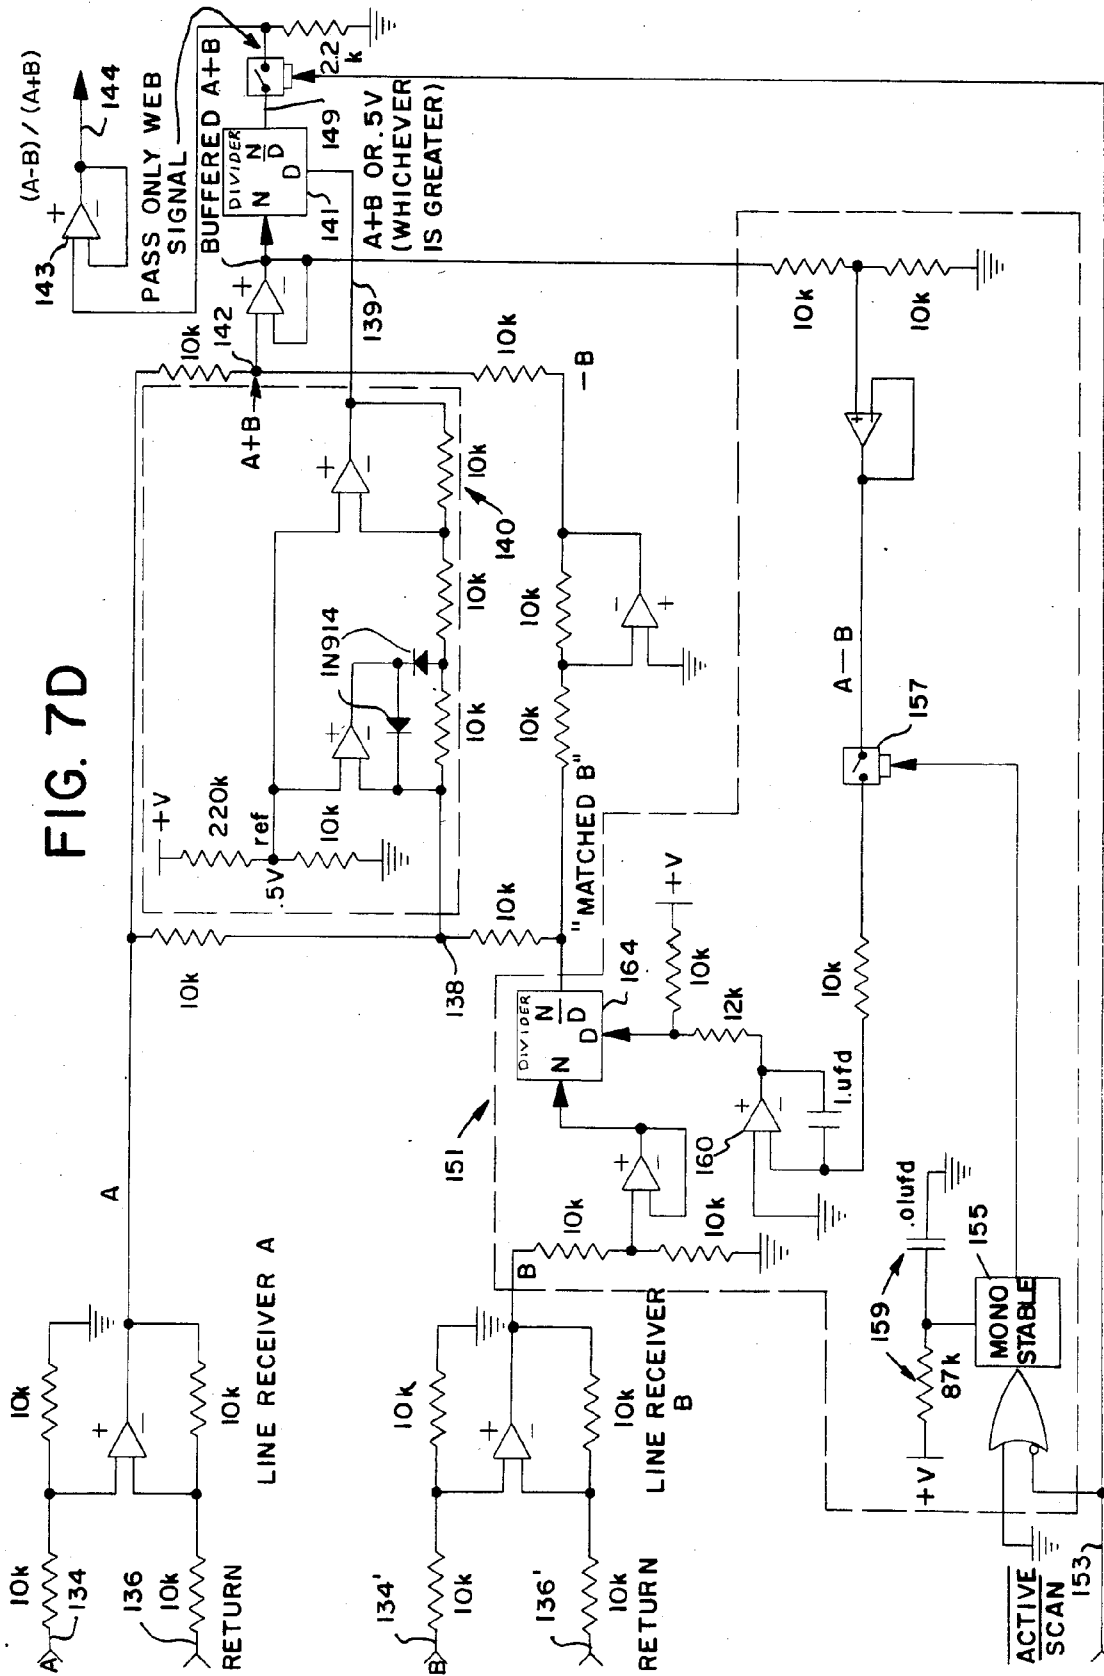 FIG. 7D
A
134
10k
10k
136
10k
10k
RETURN
LINE RECEIVER A
A
B
134'
10k
10k
136'
10k
10k
RETURN
LINE RECEIVER
B
B
10k
10k
151
10k
138
10k
"MATCHED B"
DIVIDER
N
N
D
D
164
+V
10k
12k
160
1.ufd
+V
220k
ref
.5V
10k
1N914
10k
10k
10k
140
10k
10k
-B
10k
A+B
142
10k
139
(A-B) / (A+B)
144
143
PASS ONLY WEB
SIGNAL
BUFFERED A+B
DIVIDER
N
N
D
D
141
149
2.2
k
A+B OR .5V
(WHICHEVER
IS GREATER)
10k
10k
A-B
157
10k
.01ufd
159
87k
+V
155
MONO
STABLE
ACTIVE
SCAN
153
+
-
+
-
+
-
+
-
+
-
+
-
+
-
+
-
+
-
+